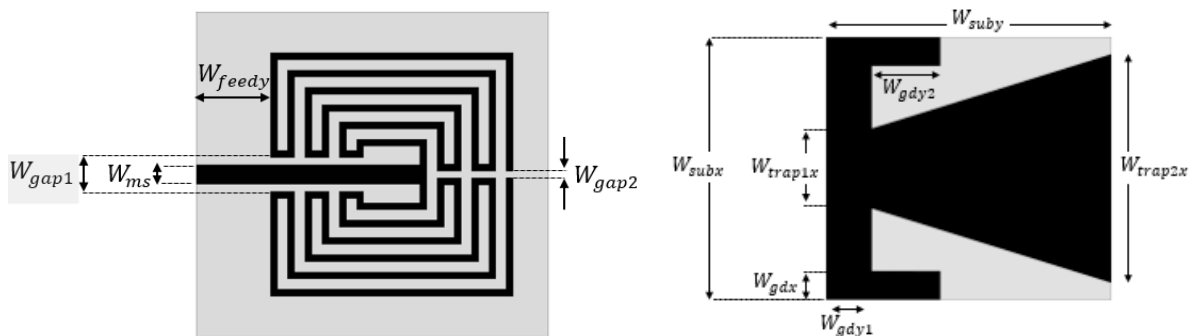 W_feedy
W_gap1
W_ms
W_gap2
W_suby
W_gdy2
W_subx
W_trap1x
W_trap2x
W_gdx
W_gdy1